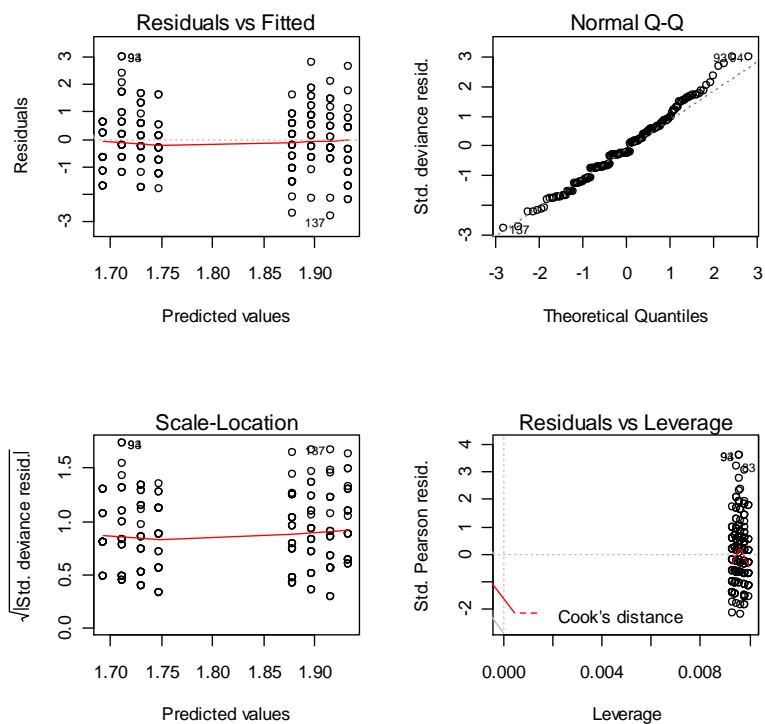 Residuals vs Fitted
Residuals
3
2
1
0
-1
-3
1.70 1.75 1.80 1.85 1.90
Predicted values
137
Normal Q-Q
Std. deviance resid.
3
2
1
0
-1
-3
-3 -2 -1 0 1 2 3
Theoretical Quantiles
93
94
137
Scale-Location
√|Std. deviance resid.|
1.5
1.0
0.5
0.0
1.70 1.75 1.80 1.85 1.90
Predicted values
137
Residuals vs Leverage
Std. Pearson resid.
4
3
2
1
0
-2
0.000 0.004 0.008
Leverage
Cook's distance